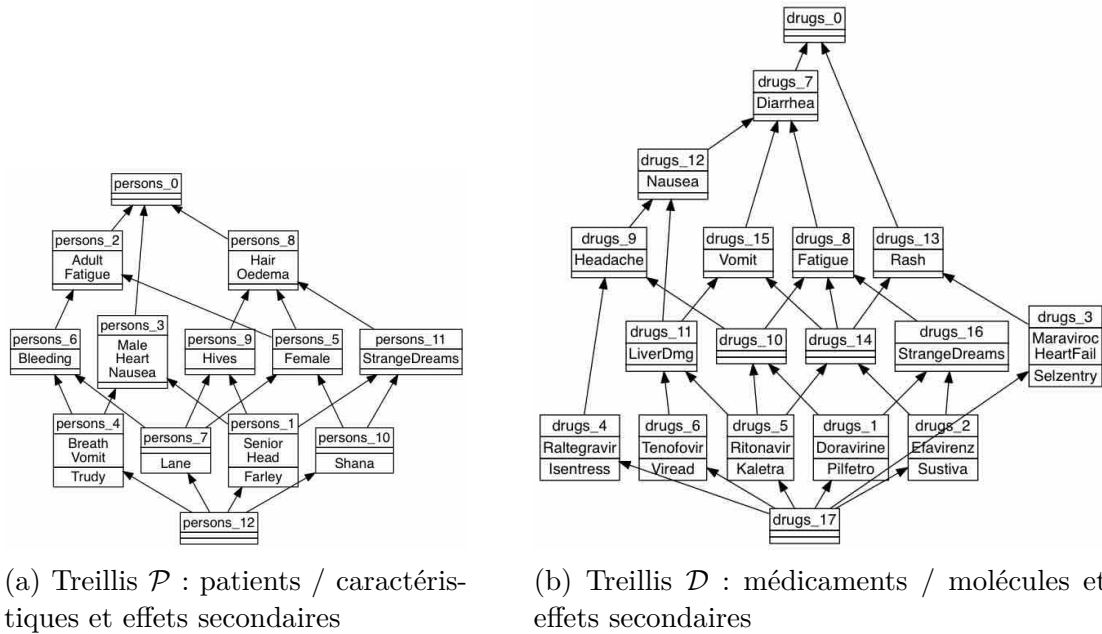 persons_0
persons_2
Adult
Fatigue
persons_8
Hair
Oedema
persons_6
Bleeding
persons_3
Male
Heart
Nausea
persons_9
Hives
persons_5
Female
persons_11
StrangeDreams
persons_4
Breath
Vomit
Trudy
persons_7
Lane
persons_1
Senior
Head
Farley
persons_10
Shana
persons_12
(a) Treillis P : patients / caractéris-
tiques et effets secondaires
drugs_0
drugs_7
Diarrhea
drugs_12
Nausea
drugs_9
Headache
drugs_15
Vomit
drugs_8
Fatigue
drugs_13
Rash
drugs_11
LiverDmg
drugs_10
drugs_14
drugs_16
StrangeDreams
drugs_3
Maraviroc
HeartFail
Selzentry
drugs_4
Raltegravir
Isentress
drugs_6
Tenofovir
Viread
drugs_5
Ritonavir
Kaletra
drugs_1
Doravirine
Pilfetro
drugs_2
Efavirenz
Sustiva
drugs_17
(b) Treillis D : médicaments / molécules et
effets secondaires